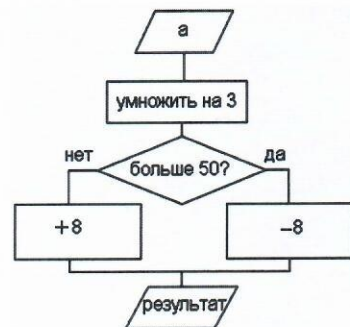 а
умножить на 3
нет
больше 50?
да
+8
−8
результат